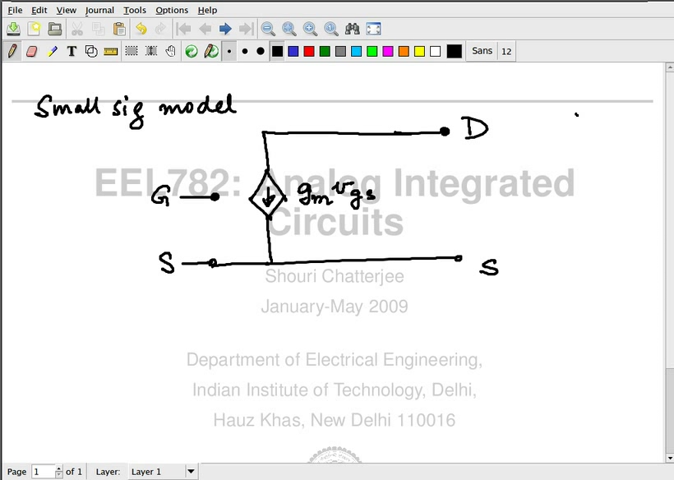 File Edit View Journal Tools Options Help
Sans 12
Small sig model
D
EEL782: Analog Integrated
G gm vgs
Circuits
S S
Shouri Chatterjee
January-May 2009
Department of Electrical Engineering,
Indian Institute of Technology, Delhi,
Hauz Khas, New Delhi 110016
Page 1 of 1 Layer: Layer 1